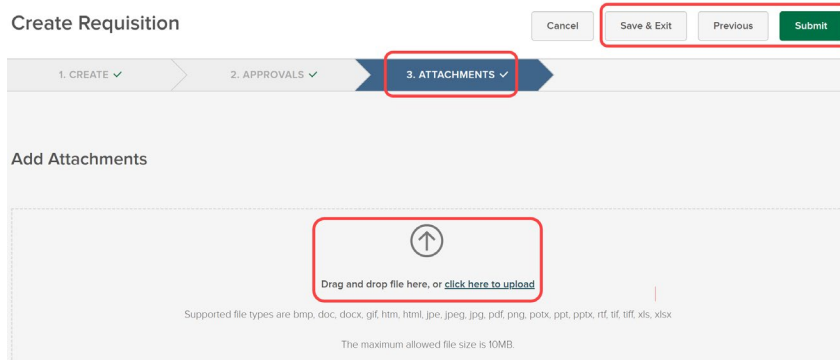 Create Requisition
Cancel
Save & Exit
Previous
Submit
1. CREATE ✓
2. APPROVALS ✓
3. ATTACHMENTS ✓
Add Attachments
Drag and drop file here, or click here to upload
Supported file types are bmp, doc, docx, gif, htm, html, jpe, jpeg, jpg, pdf, png, potx, ppt, pptx, rtf, tif, tiff, xls, xlsx
The maximum allowed file size is 10MB.